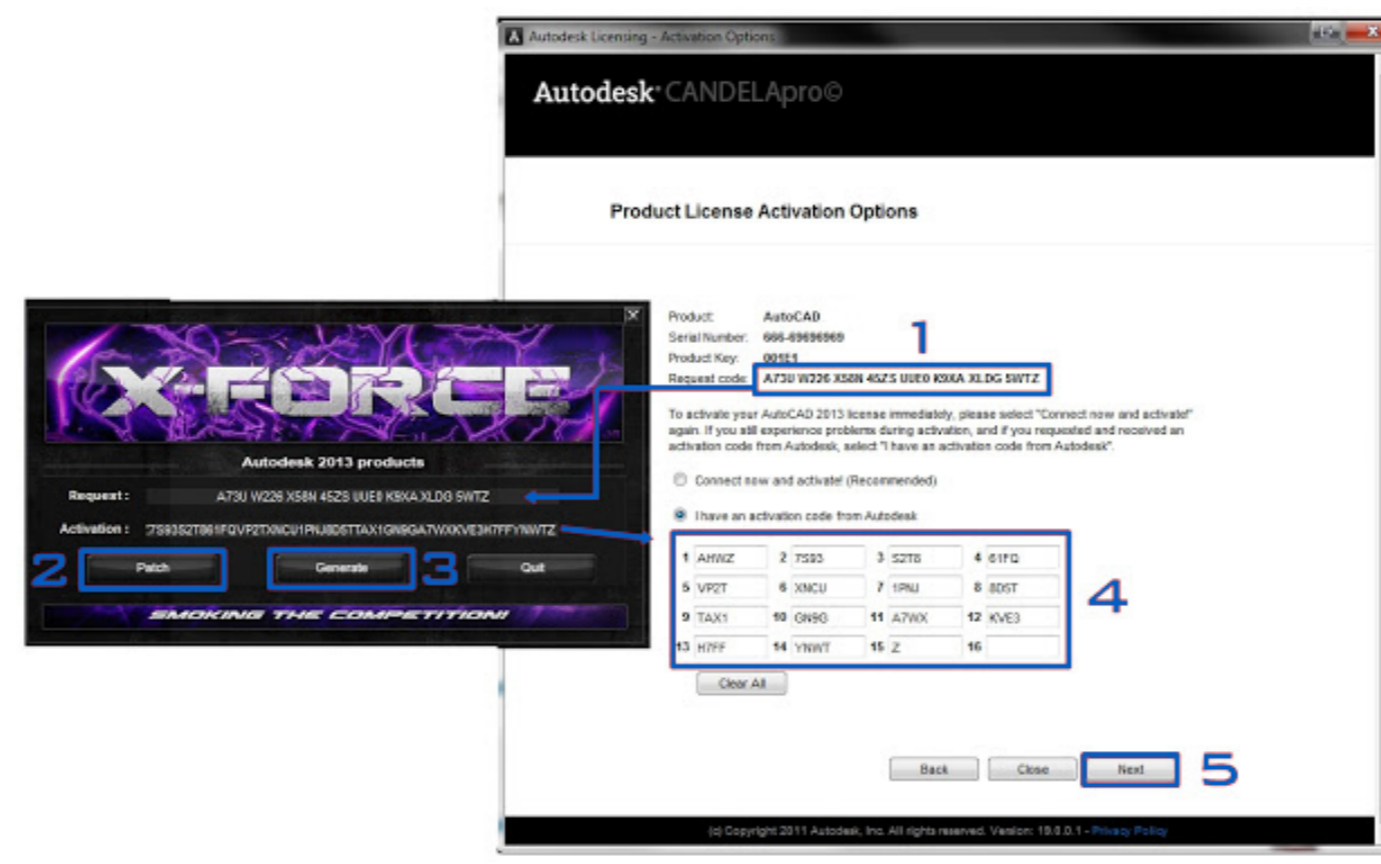 Autodesk Licensing - Activation Options
Autodesk® CANDELApro©
Product License Activation Options
Product: AutoCAD
Serial Number: 666-69696969
Product Key: 001E1
Request code: A73U W226 X58N 45ZS UUE0 K9XA XLDG 5WTZ
1
To activate your AutoCAD 2013 license immediately, please select "Connect now and activate!"
again. If you still experience problems during activation, and if you requested and received an
activation code from Autodesk, select "I have an activation code from Autodesk".
Connect now and activate! (Recommended)
I have an activation code from Autodesk
1 AHWZ 2 7S93 3 S2T8 4 61FQ
5 VP2T 6 XNCU 7 1PNJ 8 8D5T
9 TAX1 10 GN9G 11 A7WX 12 KVE3
13 H7FF 14 YNWT 15 Z 16
4
Clear All
Back Close Next
5
(c) Copyright 2011 Autodesk, Inc. All rights reserved. Version: 19.0.0.1 - Privacy Policy
X-FORCE
Autodesk 2013 products
Request : A73U W226 X58N 45ZS UUE0 K9XA XLDG 5WTZ
Activation :
2 Patch Generate 3 Quit
SMOKING THE COMPETITION!